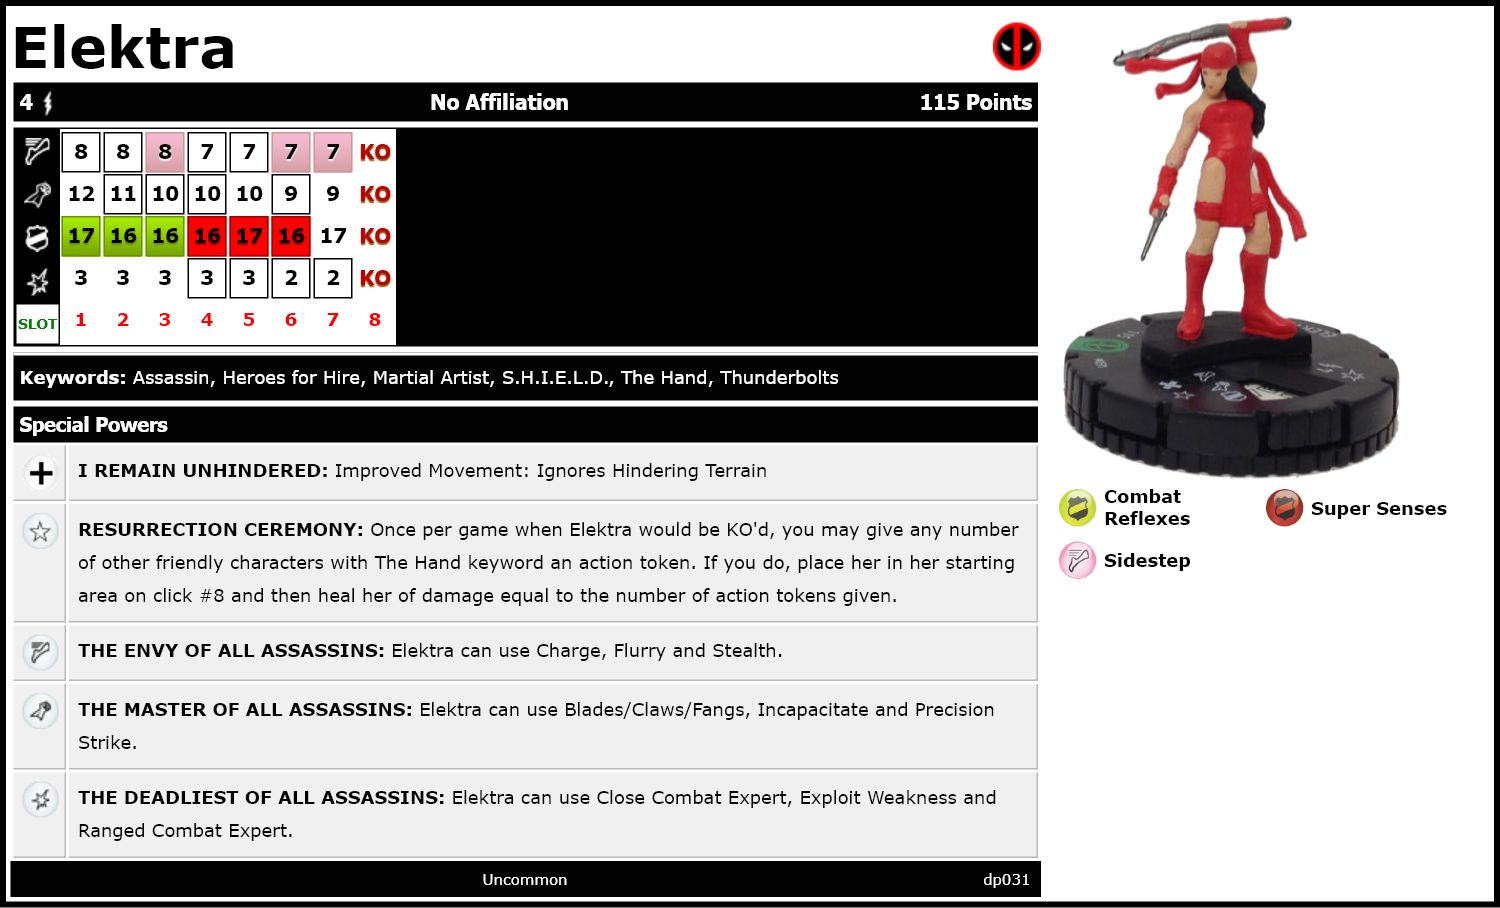 Elektra
4 No Affiliation 115 Points
8 8 8 7 7 7 7 KO
12 11 10 10 10 9 9 KO
17 16 16 16 17 16 17 KO
3 3 3 3 3 2 2 KO
SLOT 1 2 3 4 5 6 7 8
Keywords: Assassin, Heroes for Hire, Martial Artist, S.H.I.E.L.D., The Hand, Thunderbolts
Special Powers
I REMAIN UNHINDERED: Improved Movement: Ignores Hindering Terrain
RESURRECTION CEREMONY: Once per game when Elektra would be KO'd, you may give any number
of other friendly characters with The Hand keyword an action token. If you do, place her in her starting
area on click #8 and then heal her of damage equal to the number of action tokens given.
THE ENVY OF ALL ASSASSINS: Elektra can use Charge, Flurry and Stealth.
THE MASTER OF ALL ASSASSINS: Elektra can use Blades/Claws/Fangs, Incapacitate and Precision
Strike.
THE DEADLIEST OF ALL ASSASSINS: Elektra can use Close Combat Expert, Exploit Weakness and
Ranged Combat Expert.
Uncommon dp031
Combat
Reflexes
Super Senses
Sidestep